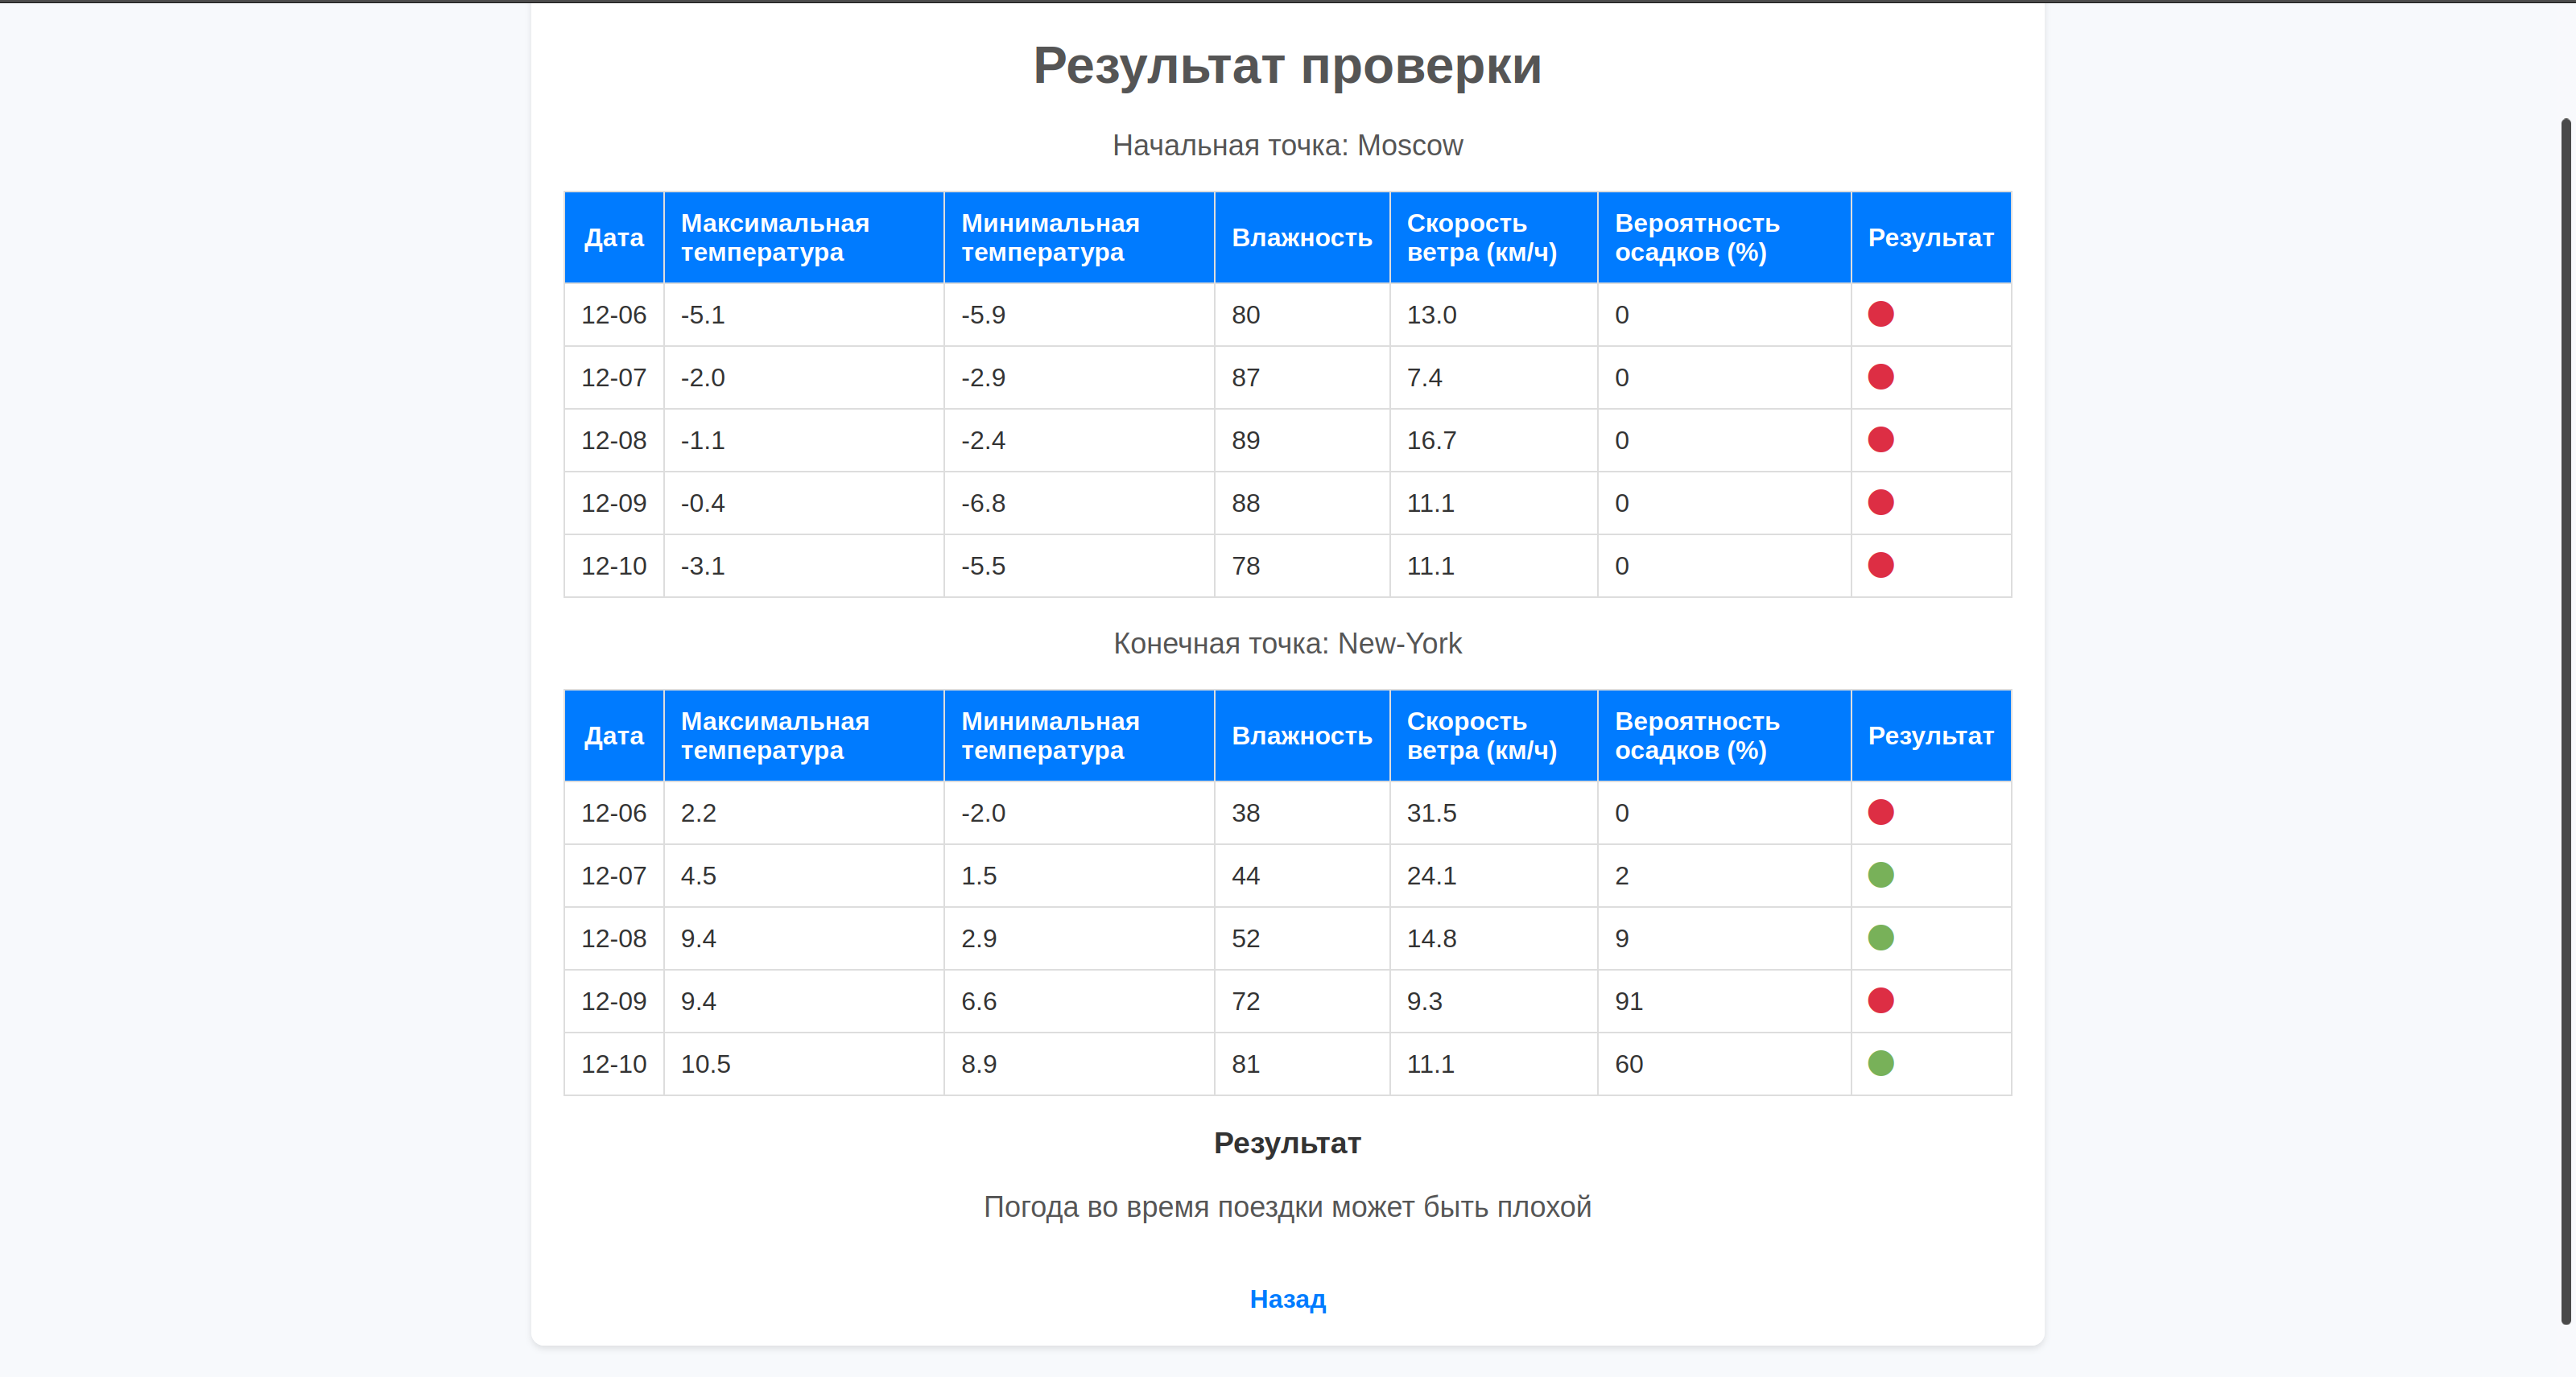 Результат проверки
Начальная точка: Moscow
Дата Максимальная температура Минимальная температура Влажность Скорость ветра (км/ч) Вероятность осадков (%) Результат
12-06 -5.1 -5.9 80 13.0 0
12-07 -2.0 -2.9 87 7.4 0
12-08 -1.1 -2.4 89 16.7 0
12-09 -0.4 -6.8 88 11.1 0
12-10 -3.1 -5.5 78 11.1 0
Конечная точка: New-York
Дата Максимальная температура Минимальная температура Влажность Скорость ветра (км/ч) Вероятность осадков (%) Результат
12-06 2.2 -2.0 38 31.5 0
12-07 4.5 1.5 44 24.1 2
12-08 9.4 2.9 52 14.8 9
12-09 9.4 6.6 72 9.3 91
12-10 10.5 8.9 81 11.1 60
Результат
Погода во время поездки может быть плохой
Назад